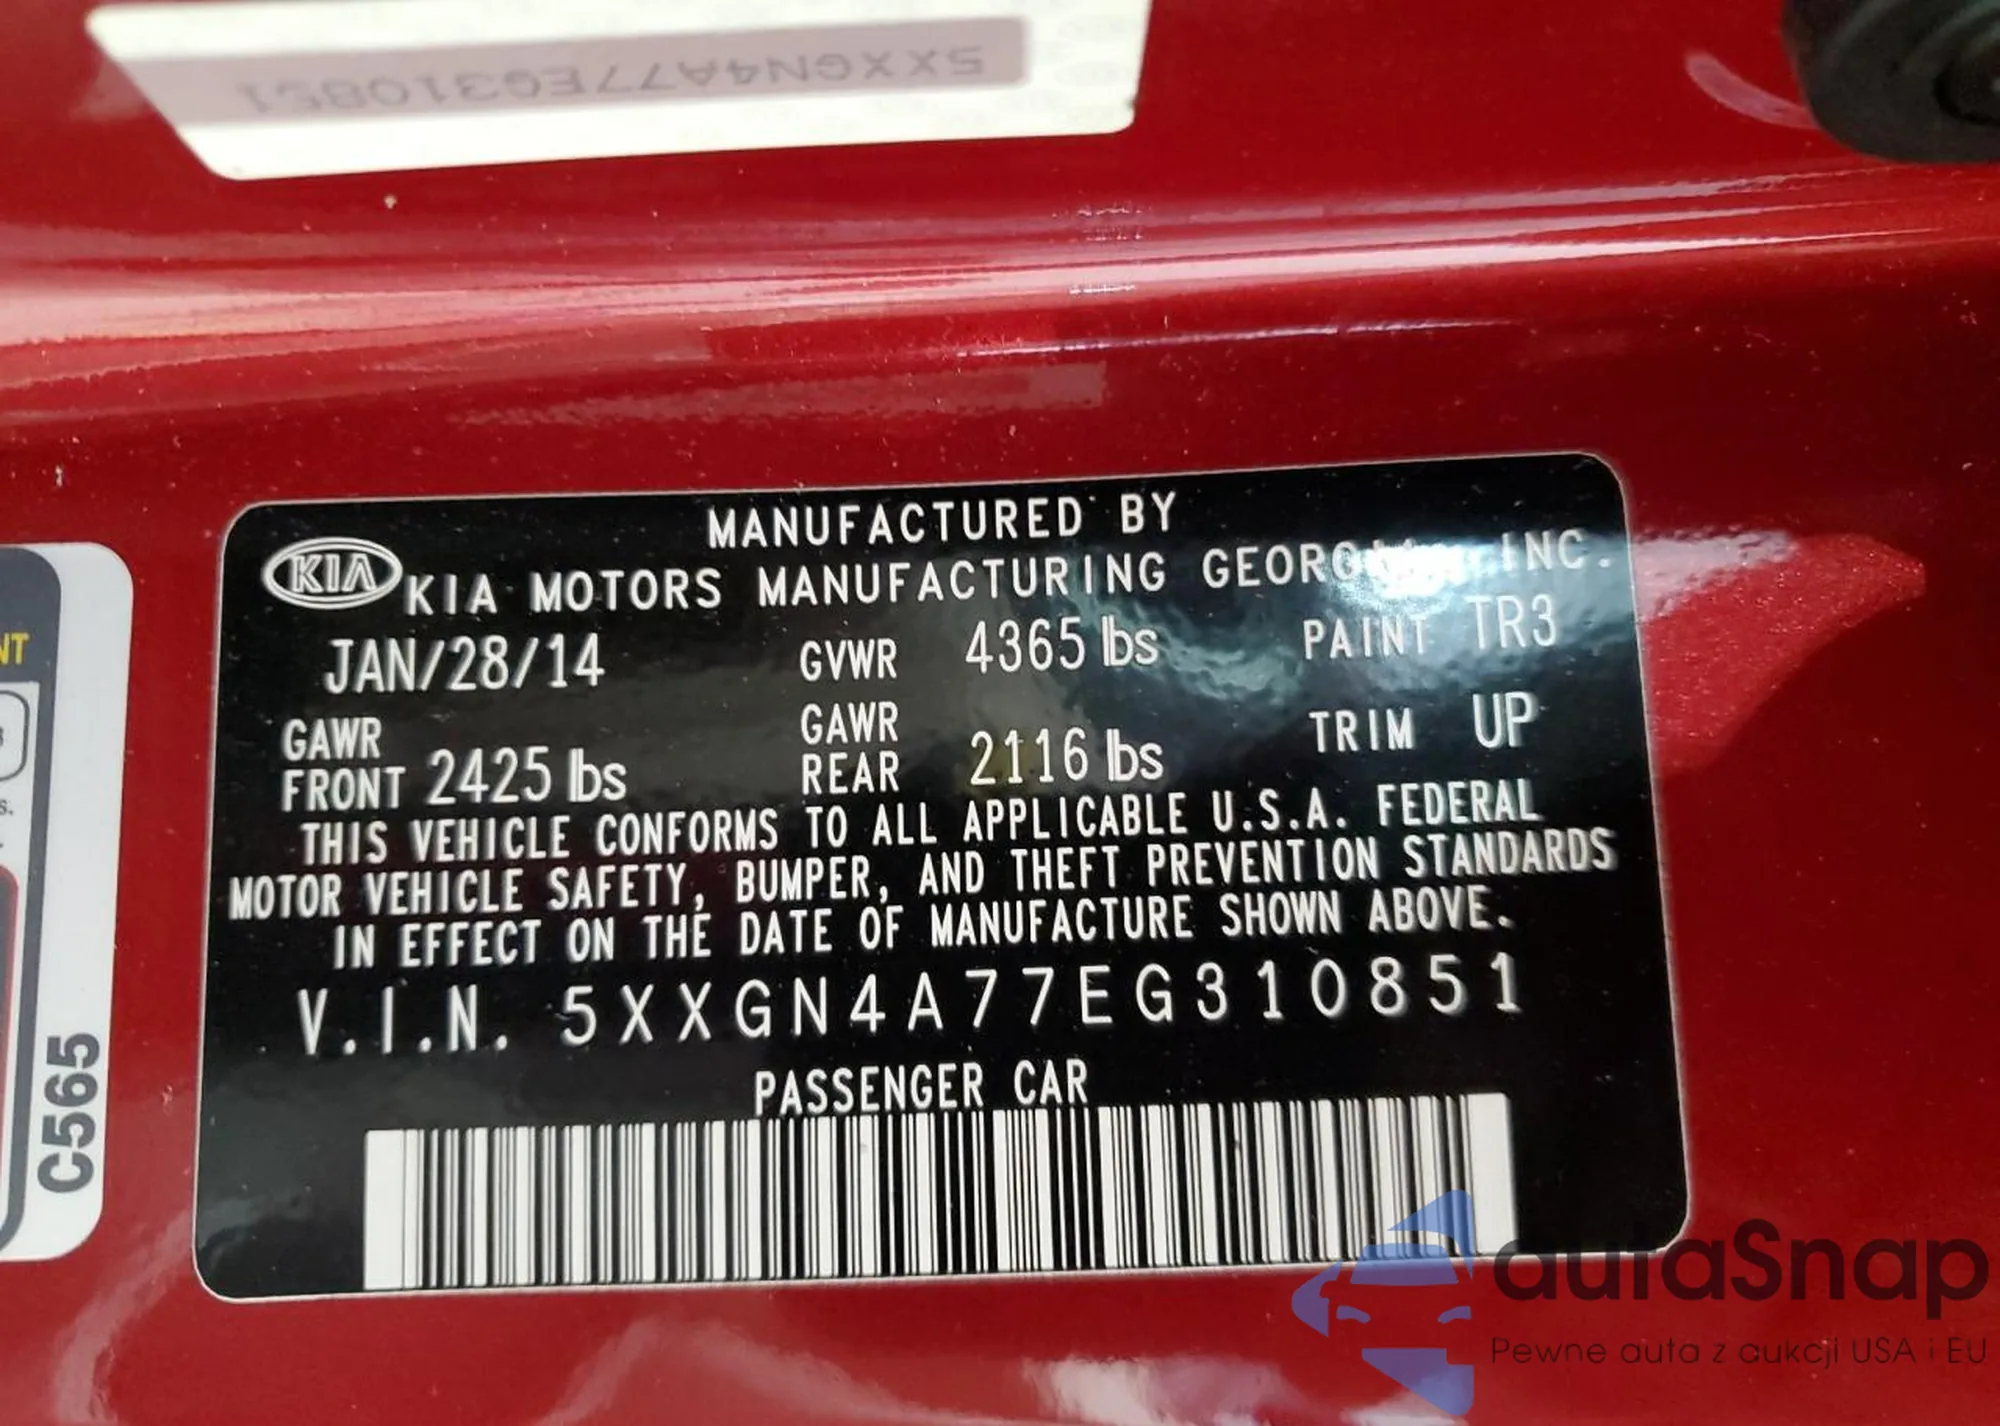 5XXGN4A77EG310851
MANUFACTURED BY
KIA
KIA MOTORS MANUFACTURING GEORGIA, INC.
JAN/28/14 GVWR 4365 lbs PAINT TR3
GAWR FRONT 2425 lbs GAWR REAR 2116 lbs TRIM UP
THIS VEHICLE CONFORMS TO ALL APPLICABLE U.S.A. FEDERAL
MOTOR VEHICLE SAFETY, BUMPER, AND THEFT PREVENTION STANDARDS
IN EFFECT ON THE DATE OF MANUFACTURE SHOWN ABOVE.
V.I.N. 5XXGN4A77EG310851
PASSENGER CAR
C565
autaSnap
Pewne auta z aukcji USA i EU